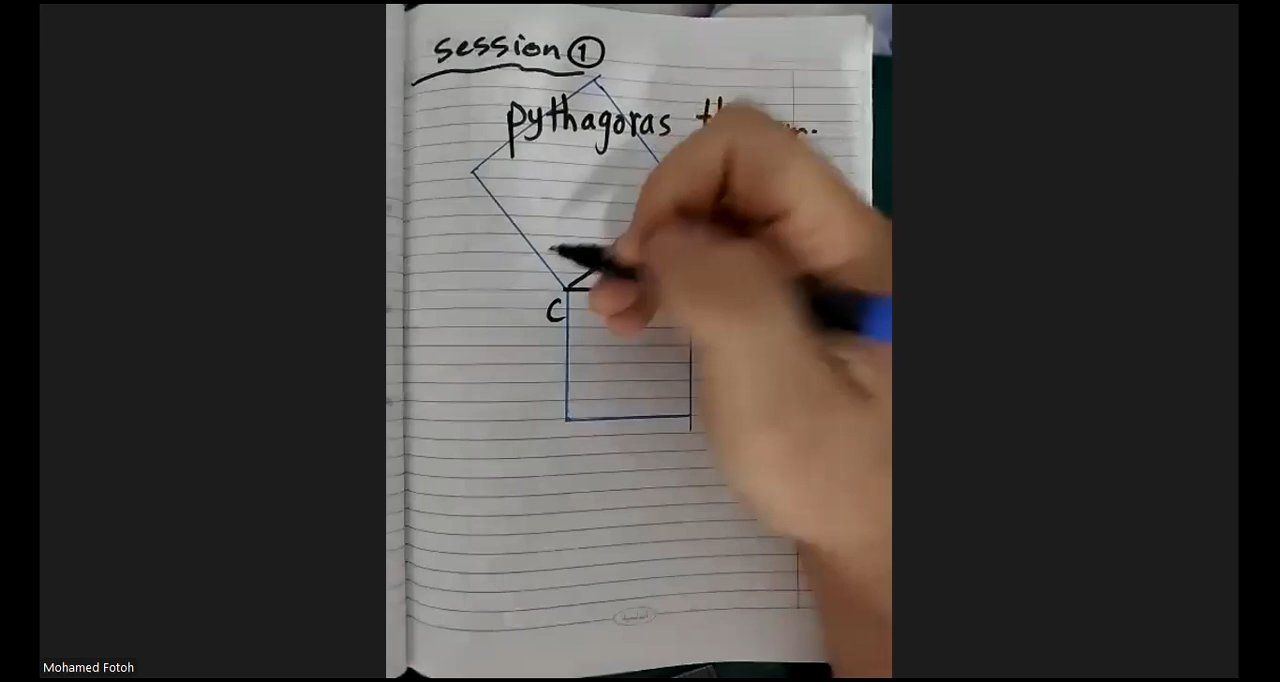 session ①
pythagoras
C
Mohamed Fotoh